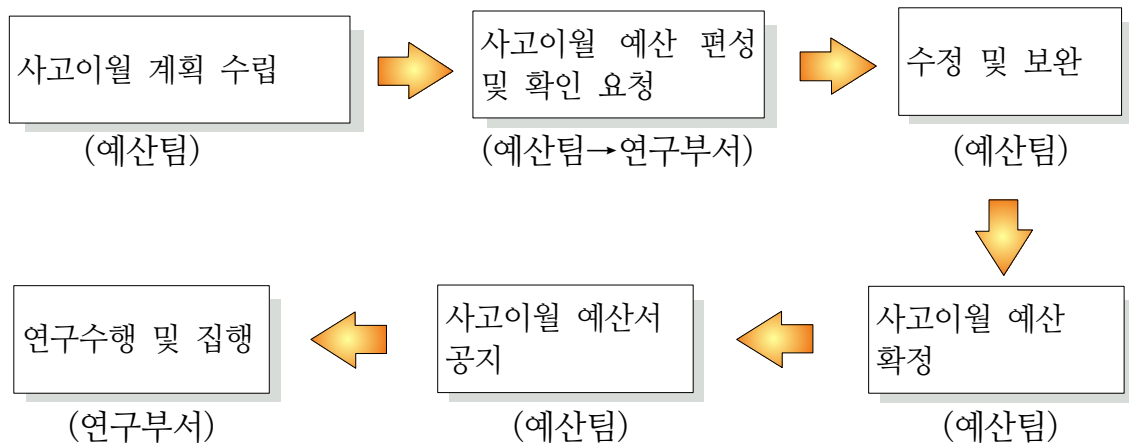 사고이월 계획 수립
(예산팀)
사고이월 예산 편성
및 확인 요청
(예산팀→연구부서)
수정 및 보완
(예산팀)
사고이월 예산
확정
(예산팀)
사고이월 예산서
공지
(예산팀)
연구수행 및 집행
(연구부서)